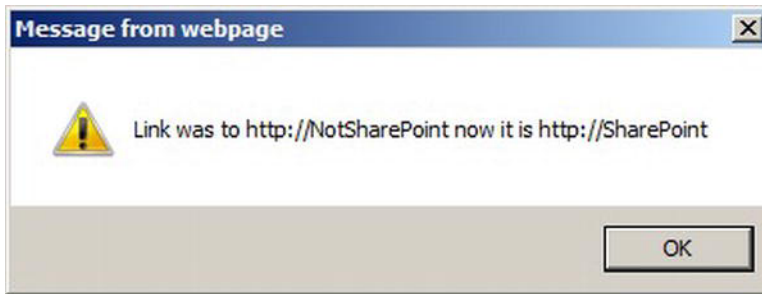 Message from webpage
Link was to http://NotSharePoint now it is http://SharePoint
OK